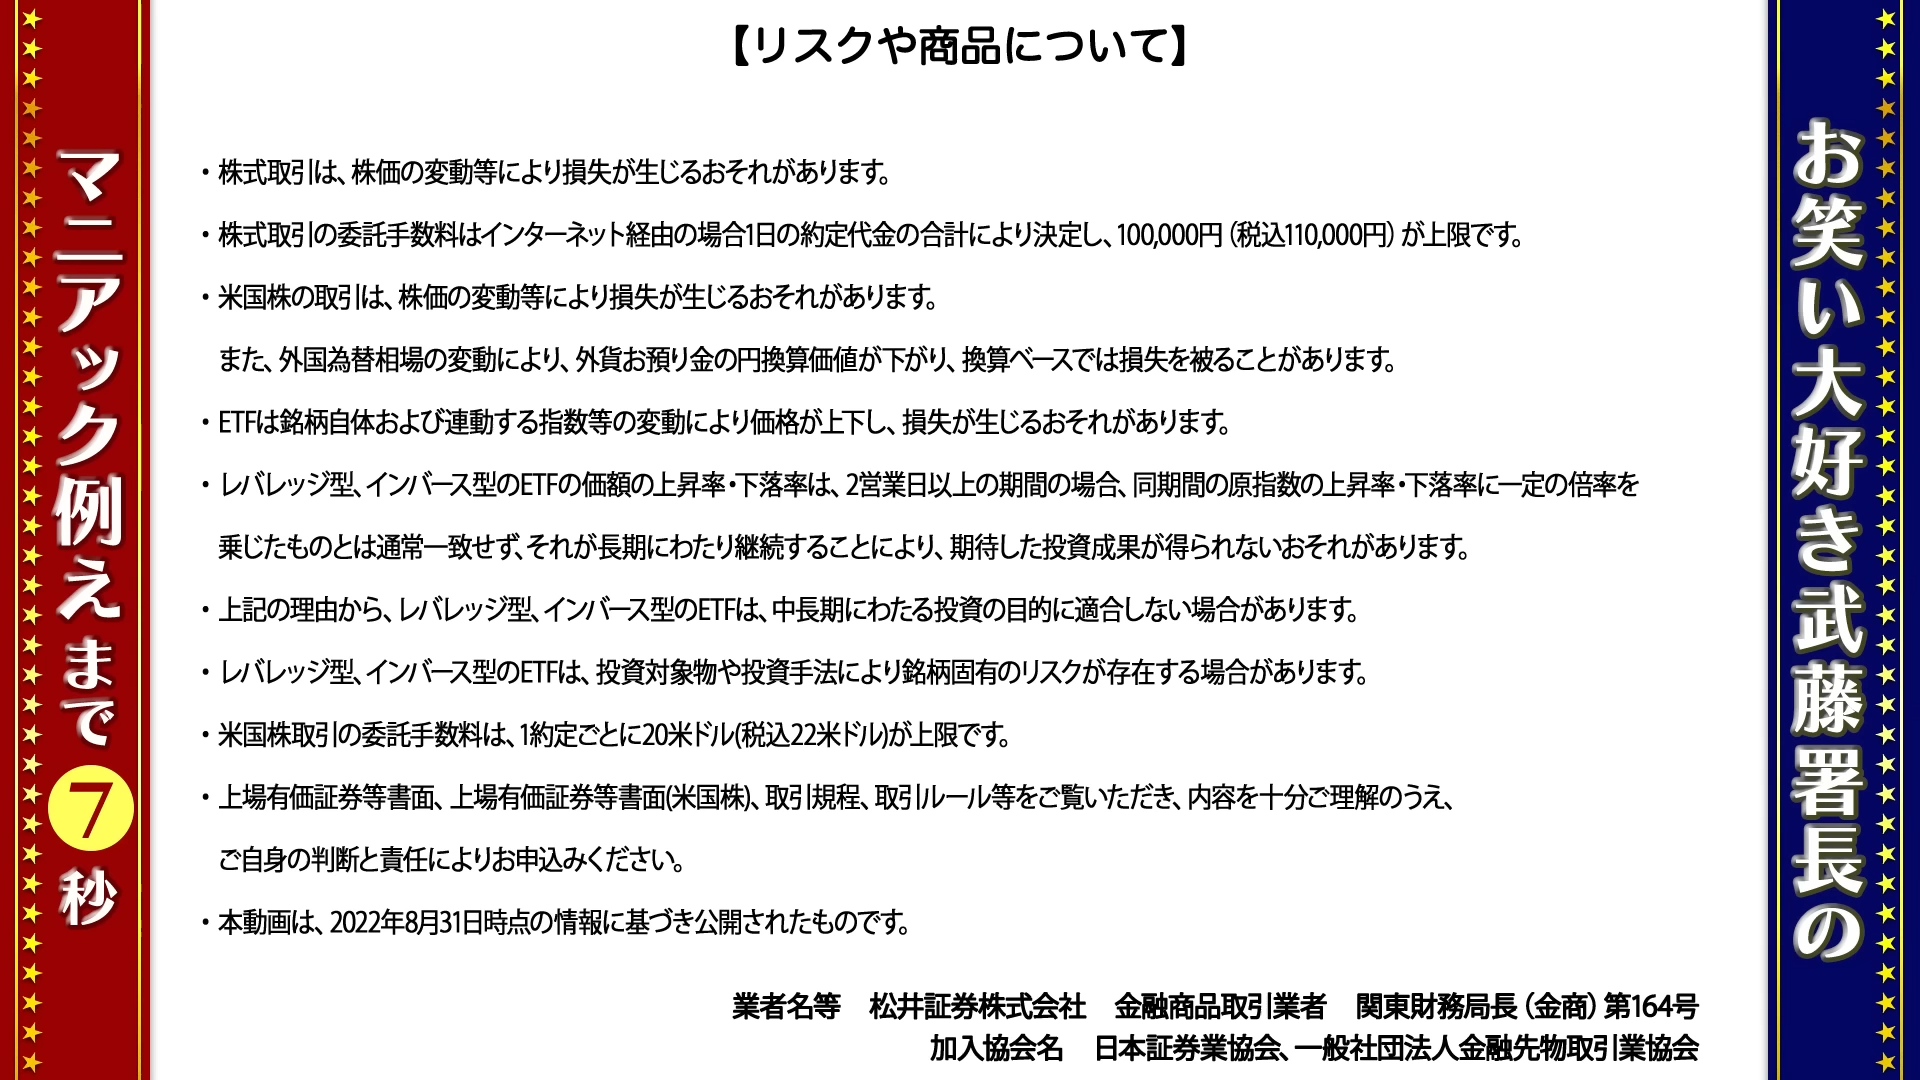 お笑い大好き武藤署長の
マニアック例えまで7秒
【リスクや商品について】
・株式取引は、株価の変動等により損失が生じるおそれがあります。
・株式取引の委託手数料はインターネット経由の場合1日の約定代金の合計により決定し、100,000円（税込110,000円）が上限です。
・米国株の取引は、株価の変動等により損失が生じるおそれがあります。
また、外国為替相場の変動により、外貨お預り金の円換算価値が下がり、換算ベースでは損失を被ることがあります。
・ETFは銘柄自体および連動する指数等の変動により価格が上下し、損失が生じるおそれがあります。
・レバレッジ型、インバース型のETFの価額の上昇率・下落率は、2営業日以上の期間の場合、同期間の原指数の上昇率・下落率に一定の倍率を
乗じたものとは通常一致せず、それが長期にわたり継続することにより、期待した投資成果が得られないおそれがあります。
・上記の理由から、レバレッジ型、インバース型のETFは、中長期にわたる投資の目的に適合しない場合があります。
・レバレッジ型、インバース型のETFは、投資対象物や投資手法により銘柄固有のリスクが存在する場合があります。
・米国株取引の委託手数料は、1約定ごとに20米ドル(税込22米ドル)が上限です。
・上場有価証券等書面、上場有価証券等書面(米国株)、取引規程、取引ルール等をご覧いただき、内容を十分ご理解のうえ、
ご自身の判断と責任によりお申込みください。
・本動画は、2022年8月31日時点の情報に基づき公開されたものです。
業者名等　松井証券株式会社　金融商品取引業者　関東財務局長（金商）第164号
加入協会名　日本証券業協会、一般社団法人金融先物取引業協会